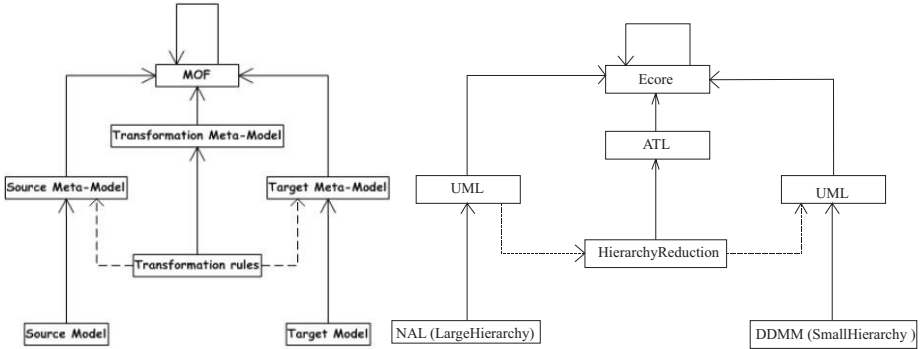 MOF
Transformation Meta-Model
Source Meta-Model
Target Meta-Model
Transformation rules
Source Model
Target Model
Ecore
ATL
UML
UML
HierarchyReduction
NAL (LargeHierarchy)
DDMM (SmallHierarchy )